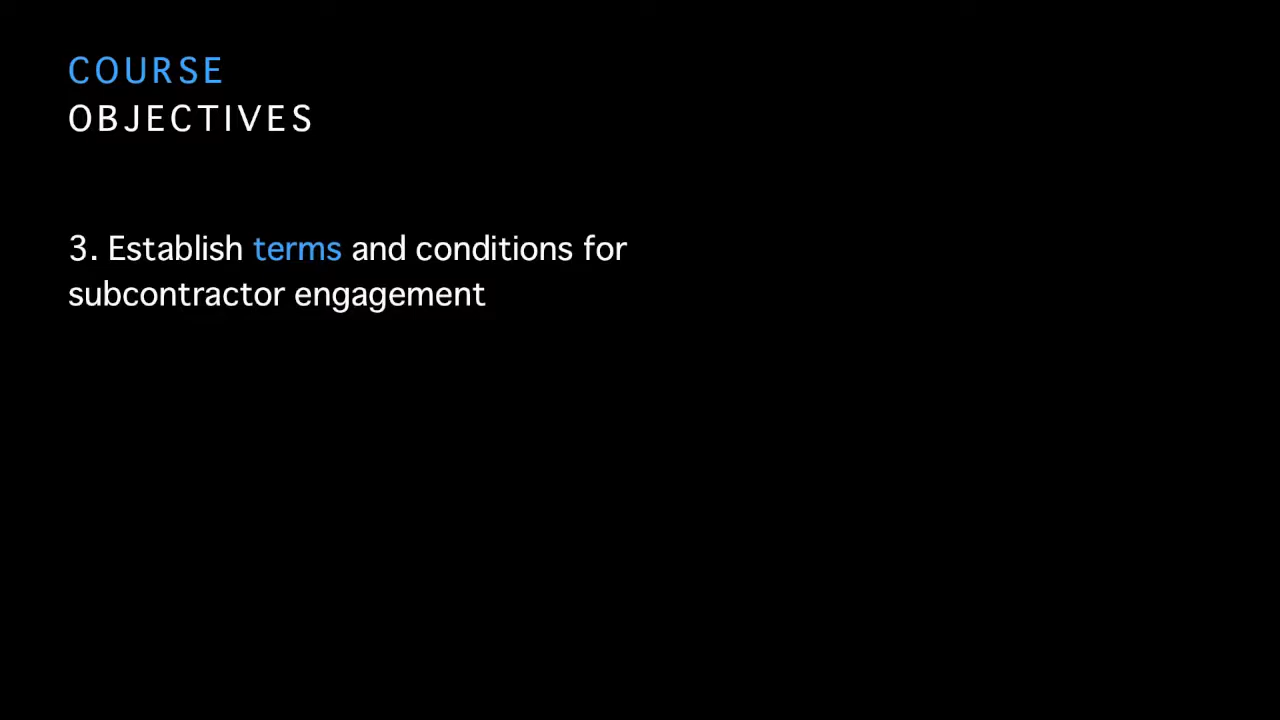 COURSE
OBJECTIVES
3. Establish terms and conditions for
subcontractor engagement